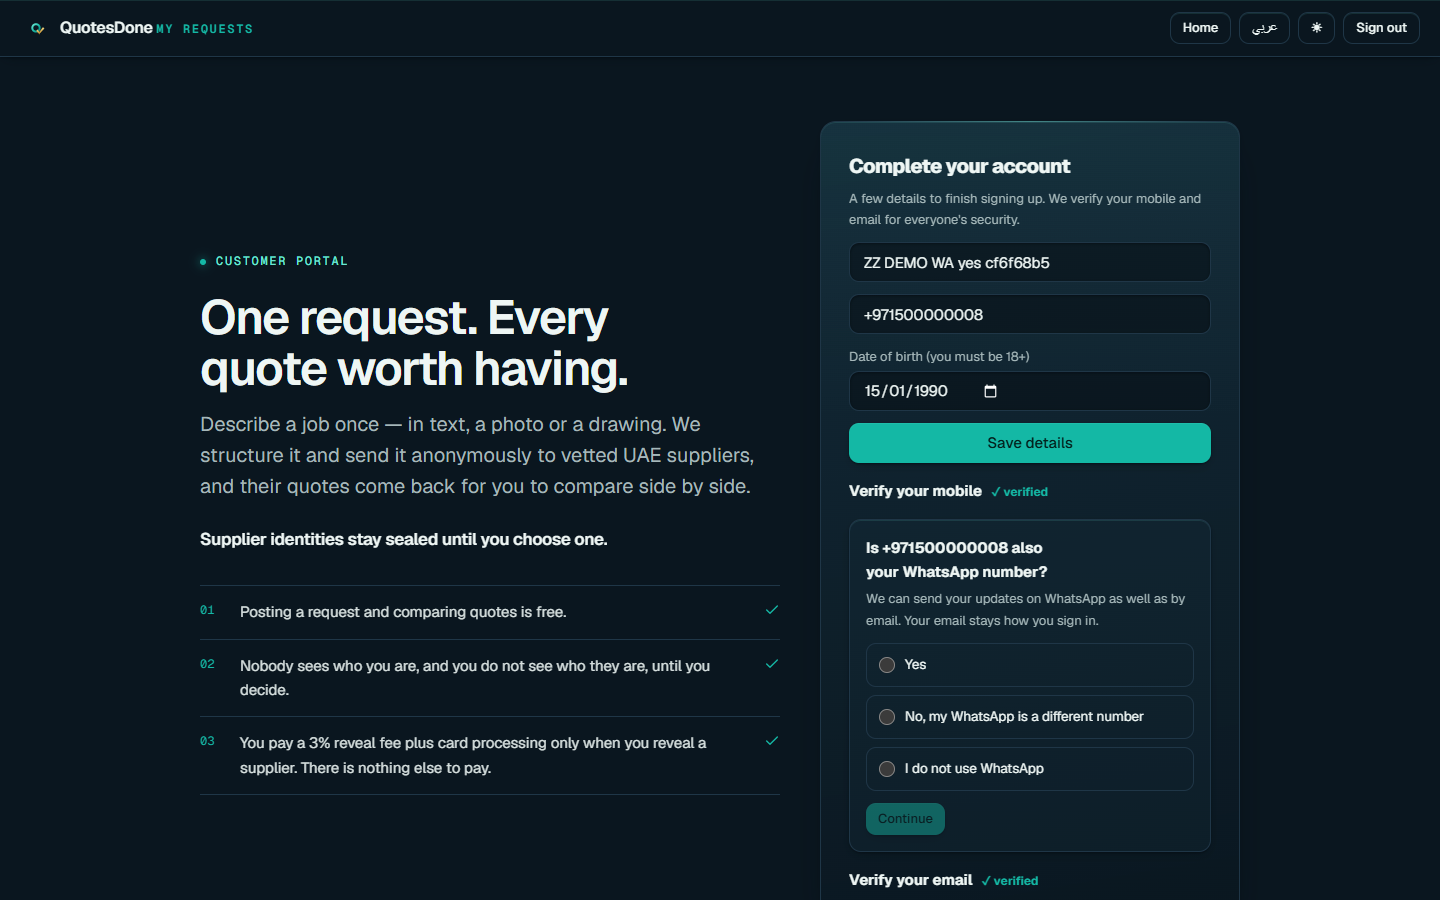 QuotesDone MY REQUESTS
Home
عربي
Sign out
CUSTOMER PORTAL
One request. Every
quote worth having.
Describe a job once — in text, a photo or a drawing. We
structure it and send it anonymously to vetted UAE suppliers,
and their quotes come back for you to compare side by side.
Supplier identities stay sealed until you choose one.
01 Posting a request and comparing quotes is free.
02 Nobody sees who you are, and you do not see who they are, until you
decide.
03 You pay a 3% reveal fee plus card processing only when you reveal a
supplier. There is nothing else to pay.
Complete your account
A few details to finish signing up. We verify your mobile and
email for everyone's security.
ZZ DEMO WA yes cf6f68b5
+971500000008
Date of birth (you must be 18+)
15/01/1990
Save details
Verify your mobile ✓ verified
Is +971500000008 also
your WhatsApp number?
We can send your updates on WhatsApp as well as by
email. Your email stays how you sign in.
Yes
No, my WhatsApp is a different number
I do not use WhatsApp
Continue
Verify your email ✓ verified